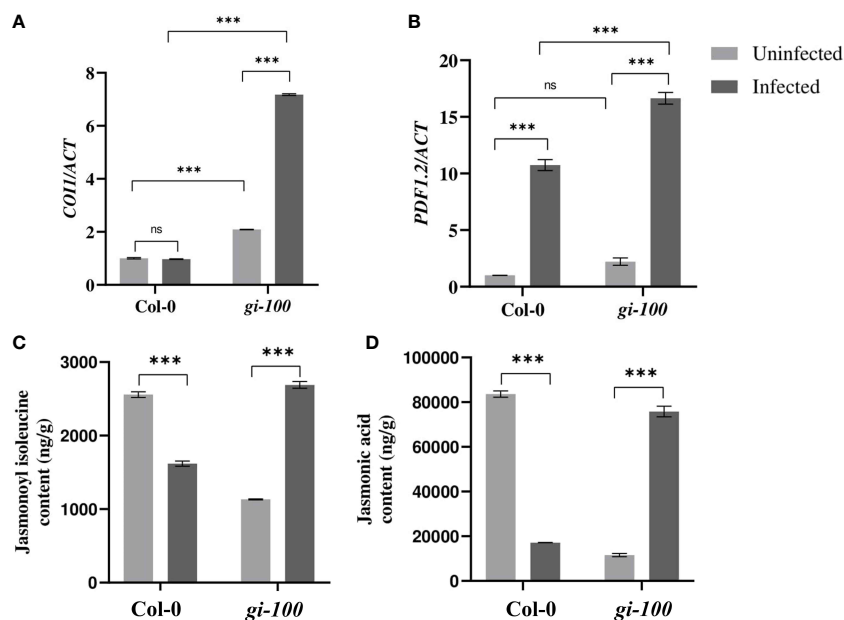 A
***
***
***
ns
COI1/ACT
8
6
4
2
0
Col-0
gi-100
B
***
***
ns
***
PDF1.2/ACT
20
15
10
5
0
Col-0
gi-100
Uninfected
Infected
C
***
***
Jasmonoyl isoleucine
content (ng/g)
3000
2000
1000
0
Col-0
gi-100
D
***
***
Jasmonic acid
content (ng/g)
100000
80000
60000
40000
20000
0
Col-0
gi-100